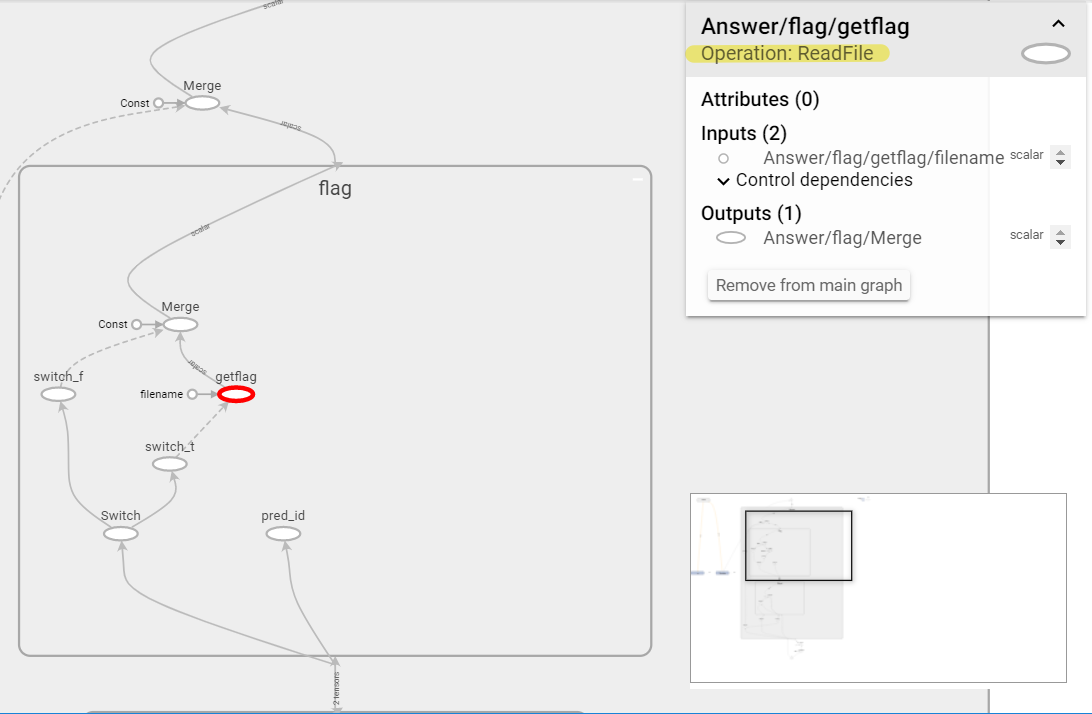 scalar
Merge
Const
scalar
flag
scalar
Merge
Const
scalar
switch_f
getflag
filename
switch_t
Switch
pred_id
2 tensors
Answer/flag/getflag
Operation: ReadFile
Attributes (0)
Inputs (2)
Answer/flag/getflag/filename scalar
Control dependencies
Outputs (1)
Answer/flag/Merge scalar
Remove from main graph